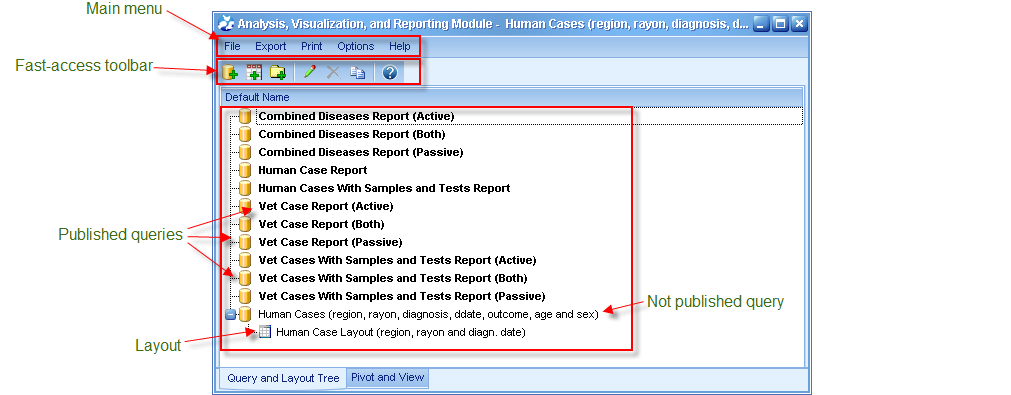 Main menu
Analysis, Visualization, and Reporting Module - Human Cases (region, rayon, diagnosis, d...
File Export Print Options Help
Fast-access toolbar
Default Name
Combined Diseases Report (Active)
Combined Diseases Report (Both)
Combined Diseases Report (Passive)
Human Case Report
Human Cases With Samples and Tests Report
Vet Case Report (Active)
Vet Case Report (Both)
Published queries
Vet Case Report (Passive)
Vet Cases With Samples and Tests Report (Active)
Vet Cases With Samples and Tests Report (Both)
Vet Cases With Samples and Tests Report (Passive)
Not published query
Human Cases (region, rayon, diagnosis, ddate, outcome, age and sex)
Human Case Layout (region, rayon and diagn. date)
Layout
Query and Layout Tree Pivot and View